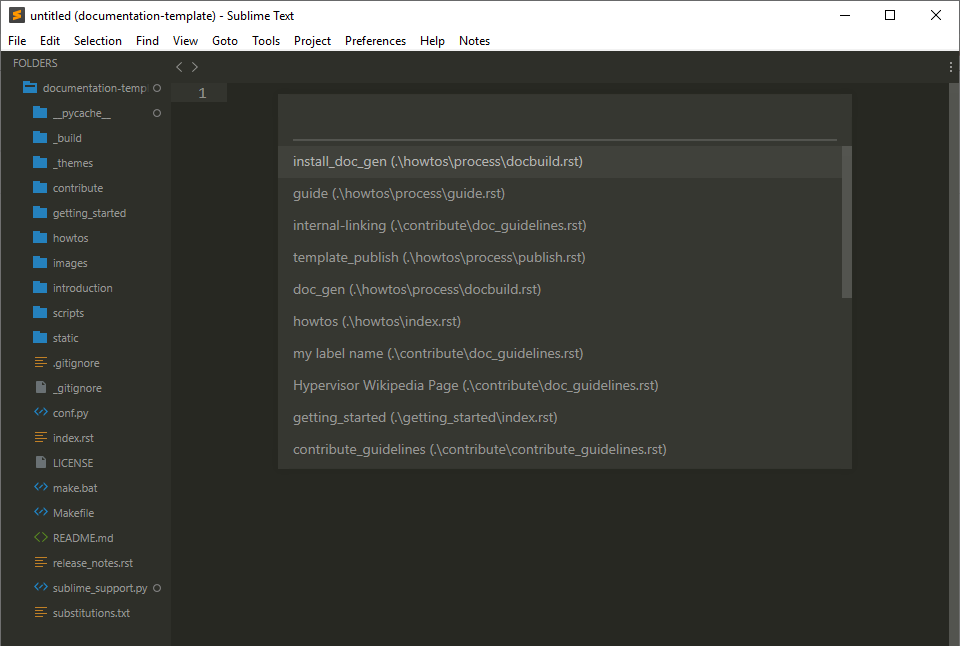 untitled (documentation-template) - Sublime Text
File Edit Selection Find View Goto Tools Project Preferences Help Notes
FOLDERS
documentation-templ
__pycache__
_build
_themes
contribute
getting_started
howtos
images
introduction
scripts
static
.gitignore
_gitignore
conf.py
index.rst
LICENSE
make.bat
Makefile
README.md
release_notes.rst
sublime_support.py
substitutions.txt
1
install_doc_gen (.\howtos\process\docbuild.rst)
guide (.\howtos\process\guide.rst)
internal-linking (.\contribute\doc_guidelines.rst)
template_publish (.\howtos\process\publish.rst)
doc_gen (.\howtos\process\docbuild.rst)
howtos (.\howtos\index.rst)
my label name (.\contribute\doc_guidelines.rst)
Hypervisor Wikipedia Page (.\contribute\doc_guidelines.rst)
getting_started (.\getting_started\index.rst)
contribute_guidelines (.\contribute\contribute_guidelines.rst)